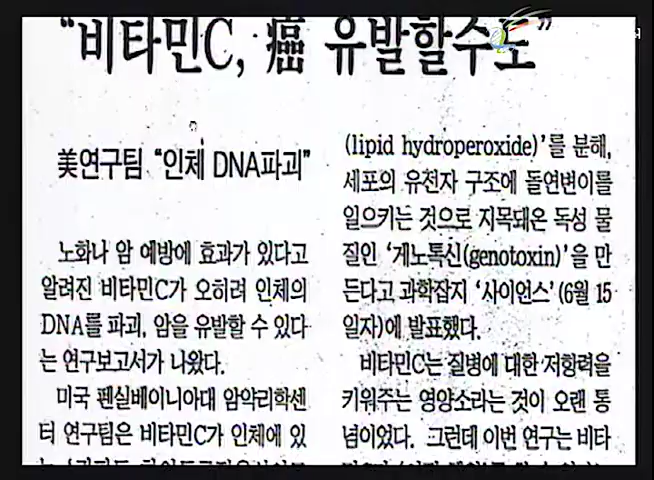 “비타민C, 癌 유발할수도”
美연구팀 “인체 DNA파괴”
노화나 암 예방에 효과가 있다고
알려진 비타민C가 오히려 인체의
DNA를 파괴, 암을 유발할 수 있다
는 연구보고서가 나왔다.
미국 펜실베이니아대 암약리학센
터 연구팀은 비타민C가 인체에 있
(lipid hydroperoxide)’를 분해,
세포의 유전자 구조에 돌연변이를
일으키는 것으로 지목돼온 독성 물
질인 ‘게노톡신(genotoxin)’을 만
든다고 과학잡지 ‘사이언스’(6월 15
일자)에 발표했다.
비타민C는 질병에 대한 저항력을
키워주는 영양소라는 것이 오랜 통
념이었다. 그런데 이번 연구는 비타